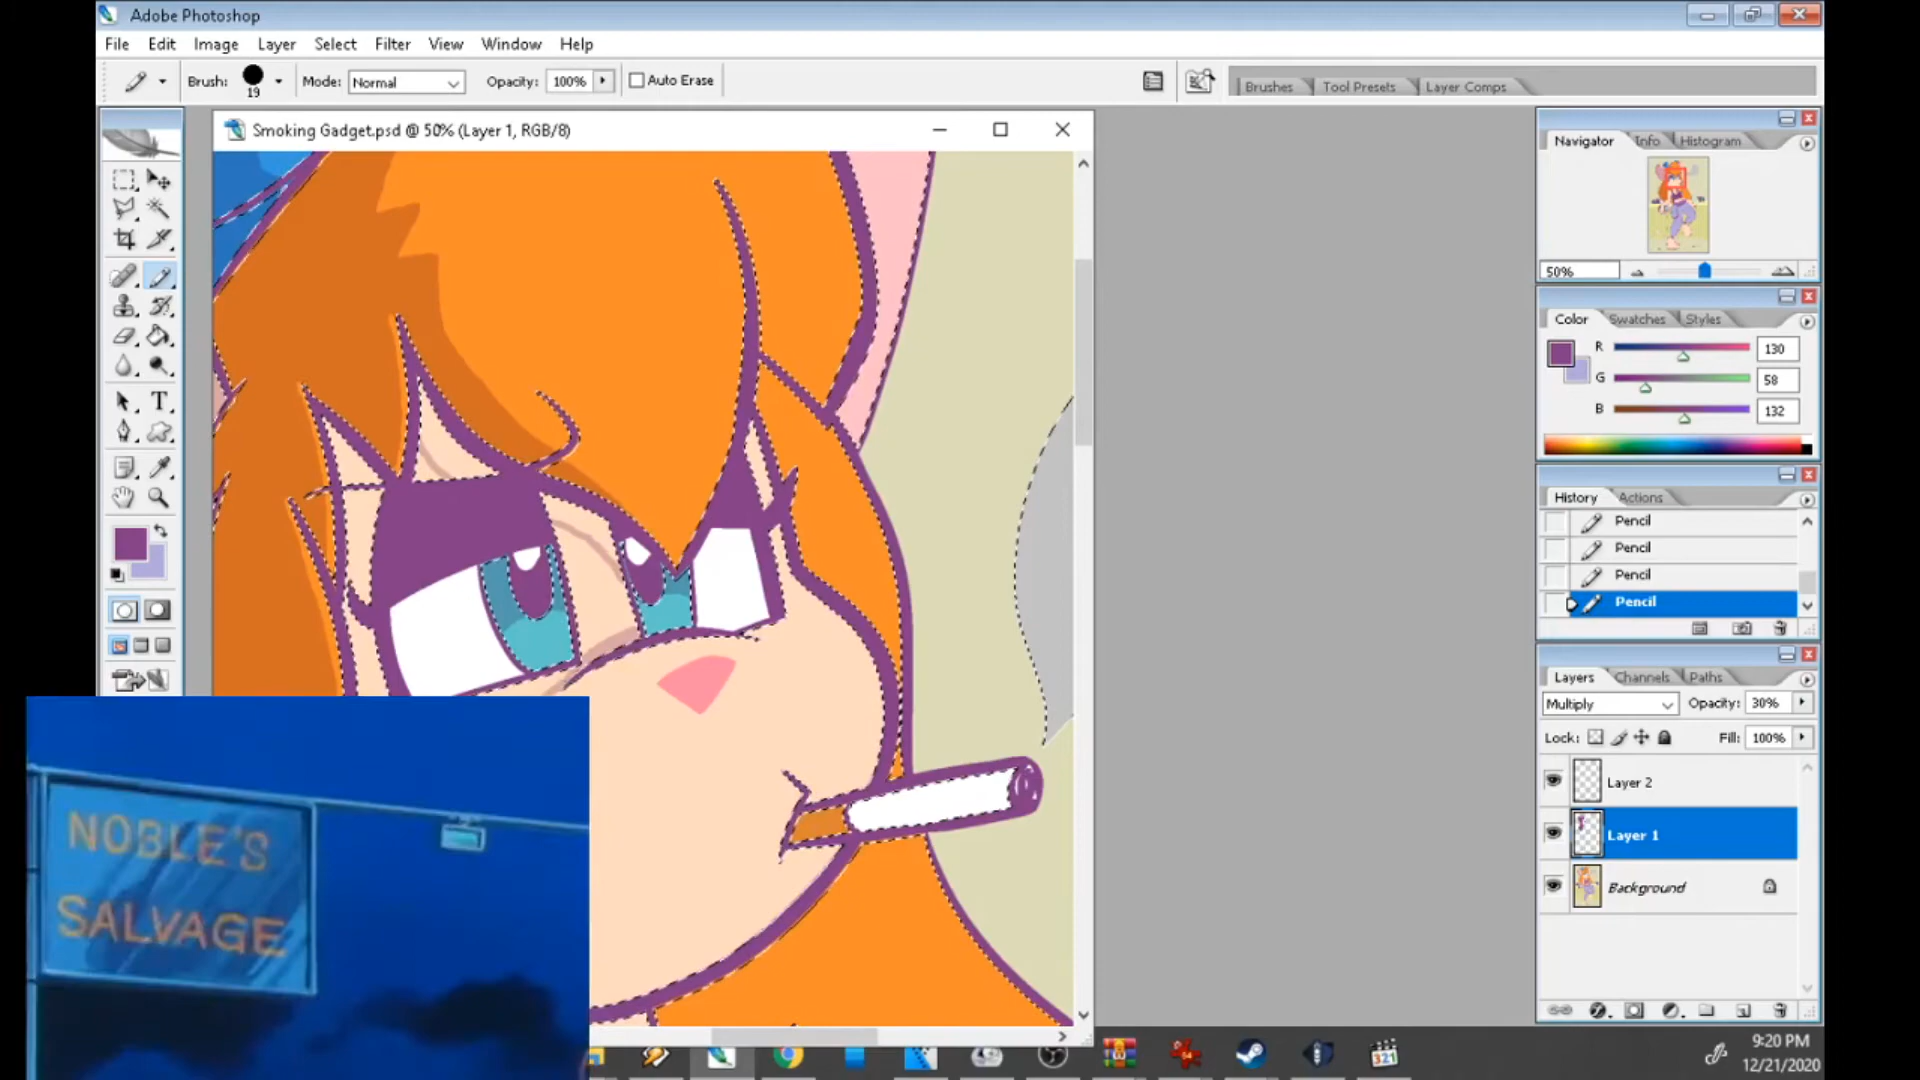 Adobe Photoshop
File Edit Image Layer Select Filter View Window Help
Brush: 19 Mode: Normal Opacity: 100% Auto Erase
Brushes Tool Presets Layer Comps
Smoking Gadget.psd @ 50% (Layer 1, RGB/8)
Navigator Info Histogram
50%
Color Swatches Styles
R 130
G 58
B 132
History Actions
Pencil
Pencil
Pencil
Pencil
Layers Channels Paths
Multiply Opacity: 30%
Lock: Fill: 100%
Layer 2
Layer 1
Background
NOBLE'S
SALVAGE
321
9:20 PM
12/21/2020